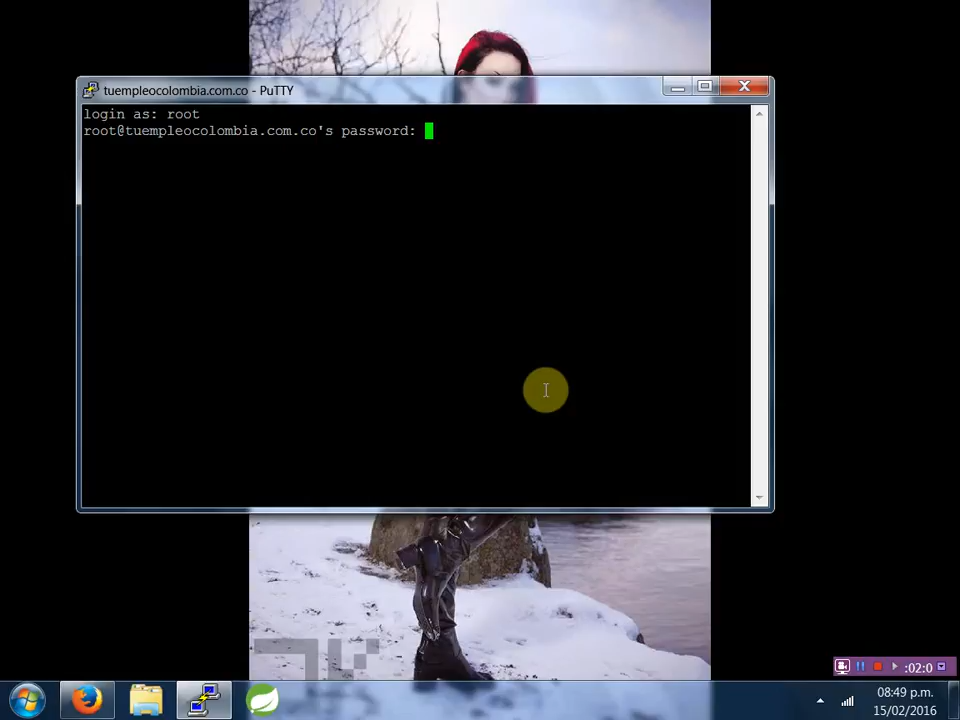 tuempleocolombia.com.co - PuTTY
login as: root
root@tuempleocolombia.com.co's password:
:02:0
08:49 p.m.
15/02/2016